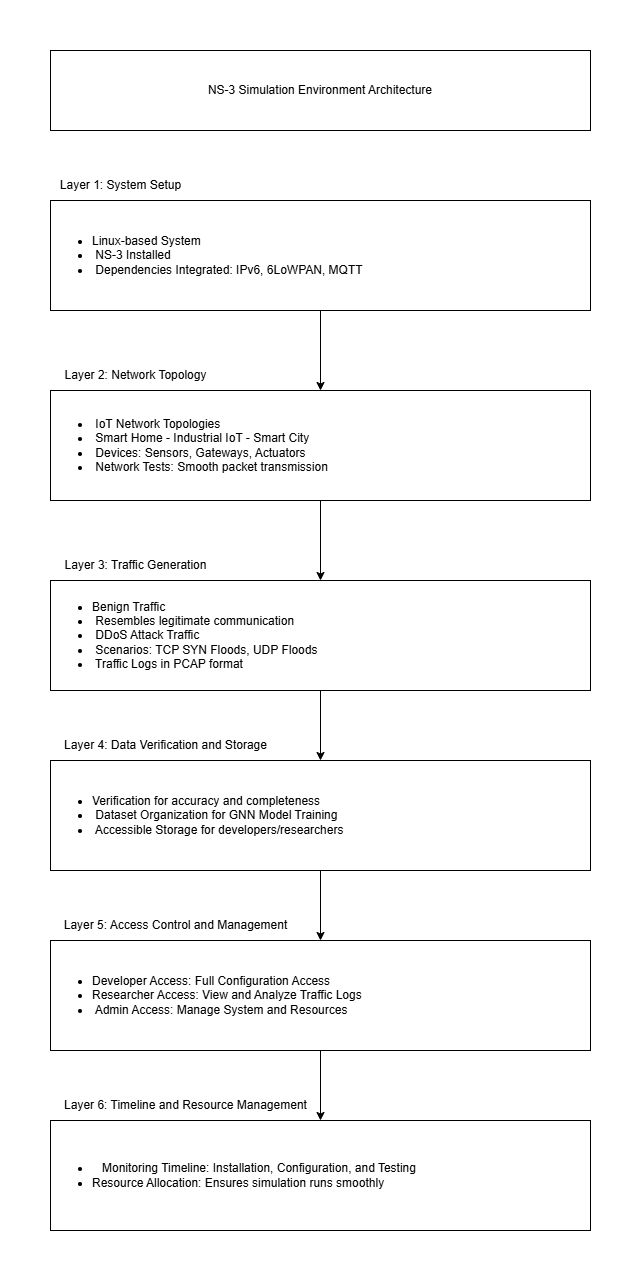 NS-3 Simulation Environment Architecture
Layer 1: System Setup
Linux-based System
NS-3 Installed
Dependencies Integrated: IPv6, 6LoWPAN, MQTT
Layer 2: Network Topology
IoT Network Topologies
Smart Home - Industrial IoT - Smart City
Devices: Sensors, Gateways, Actuators
Network Tests: Smooth packet transmission
Layer 3: Traffic Generation
Benign Traffic
Resembles legitimate communication
DDoS Attack Traffic
Scenarios: TCP SYN Floods, UDP Floods
Traffic Logs in PCAP format
Layer 4: Data Verification and Storage
Verification for accuracy and completeness
Dataset Organization for GNN Model Training
Accessible Storage for developers/researchers
Layer 5: Access Control and Management
Developer Access: Full Configuration Access
Researcher Access: View and Analyze Traffic Logs
Admin Access: Manage System and Resources
Layer 6: Timeline and Resource Management
Monitoring Timeline: Installation, Configuration, and Testing
Resource Allocation: Ensures simulation runs smoothly